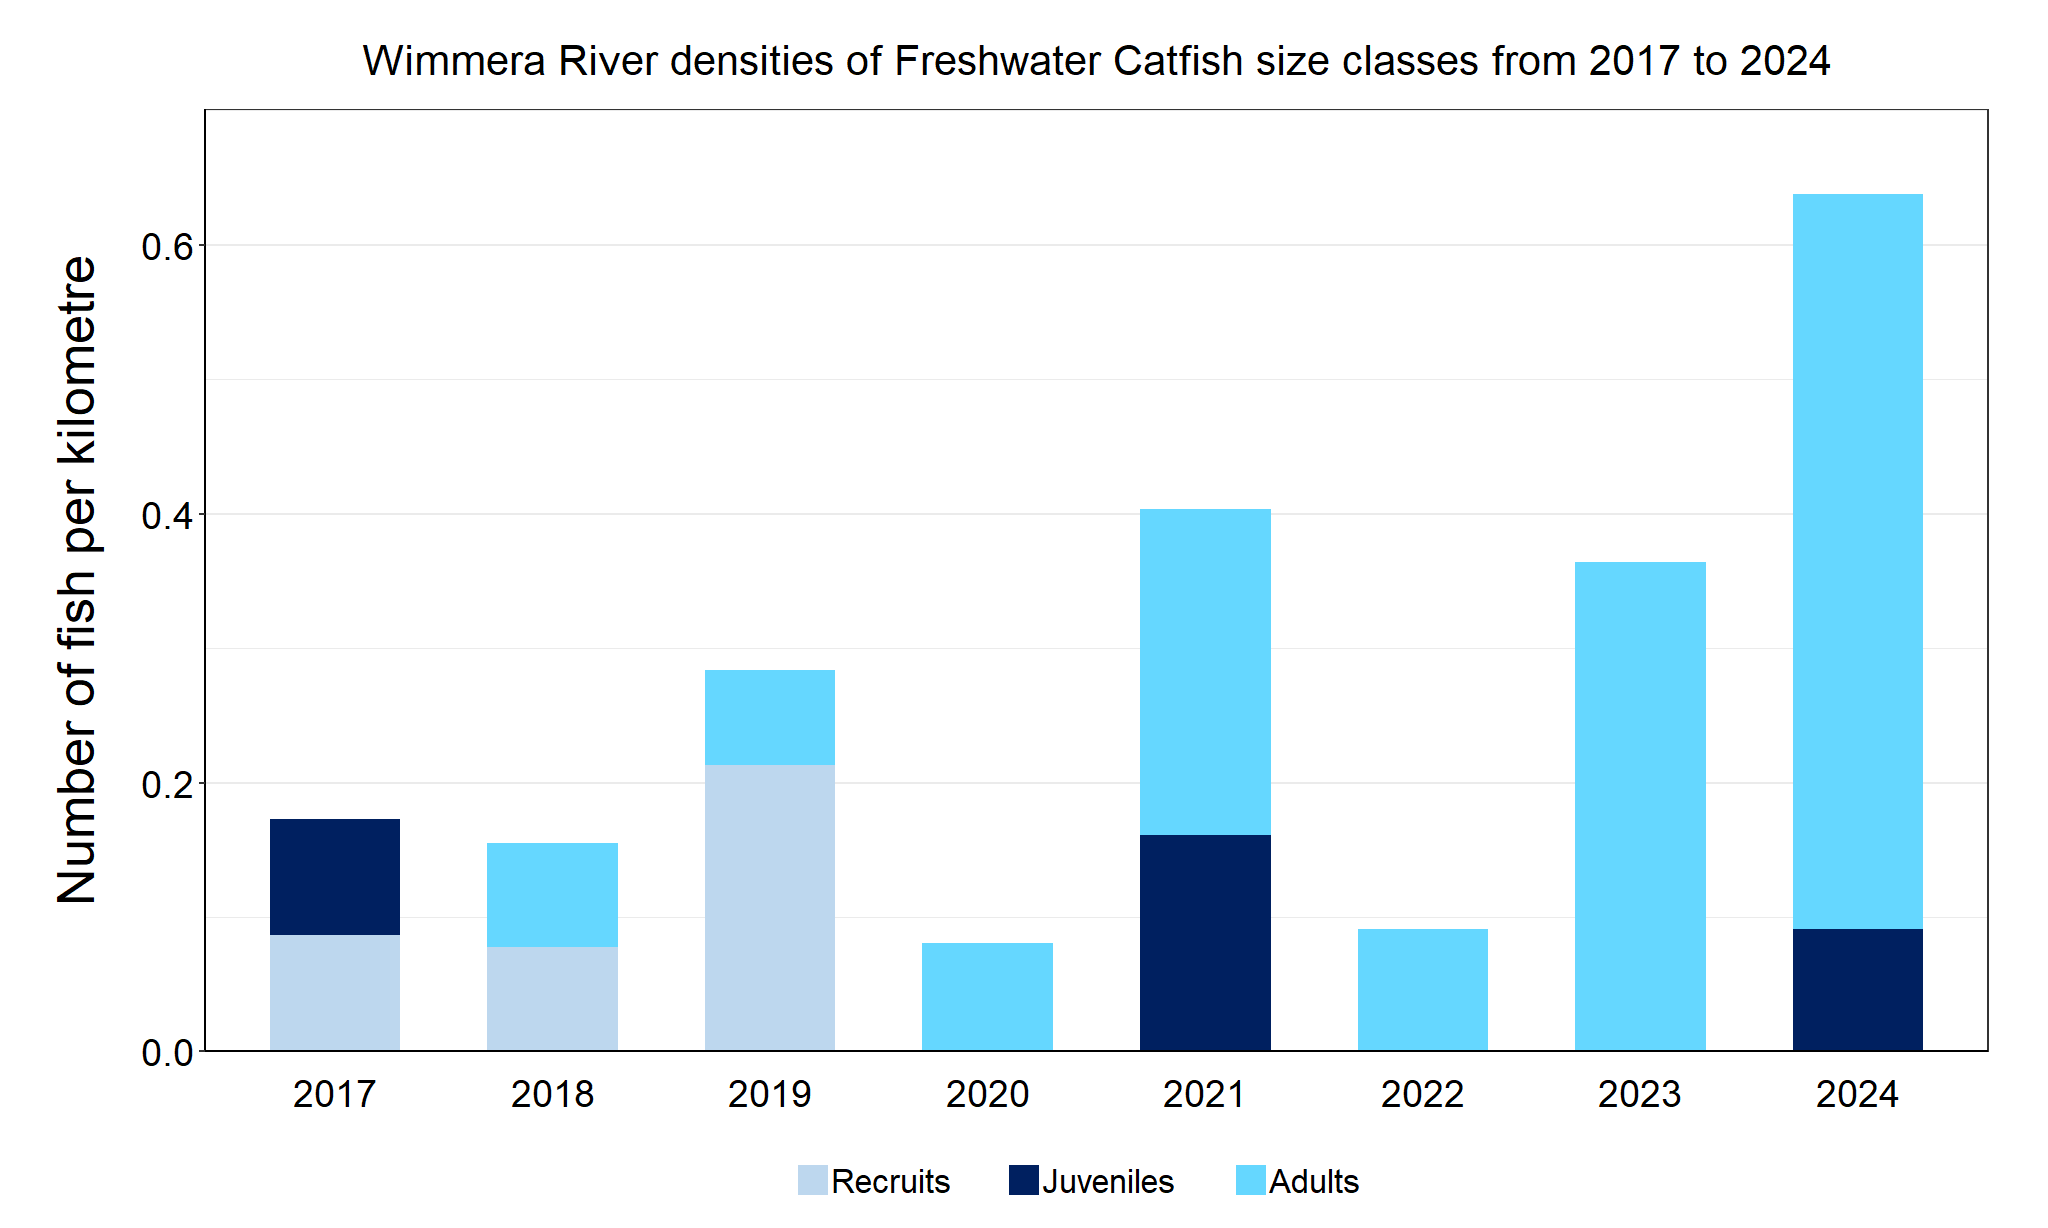 Wimmera River densities of Freshwater Catfish size classes from 2017 to 2024
Number of fish per kilometre
0.6
0.4
0.2
0.0
2017 2018 2019 2020 2021 2022 2023 2024
Recruits Juveniles Adults